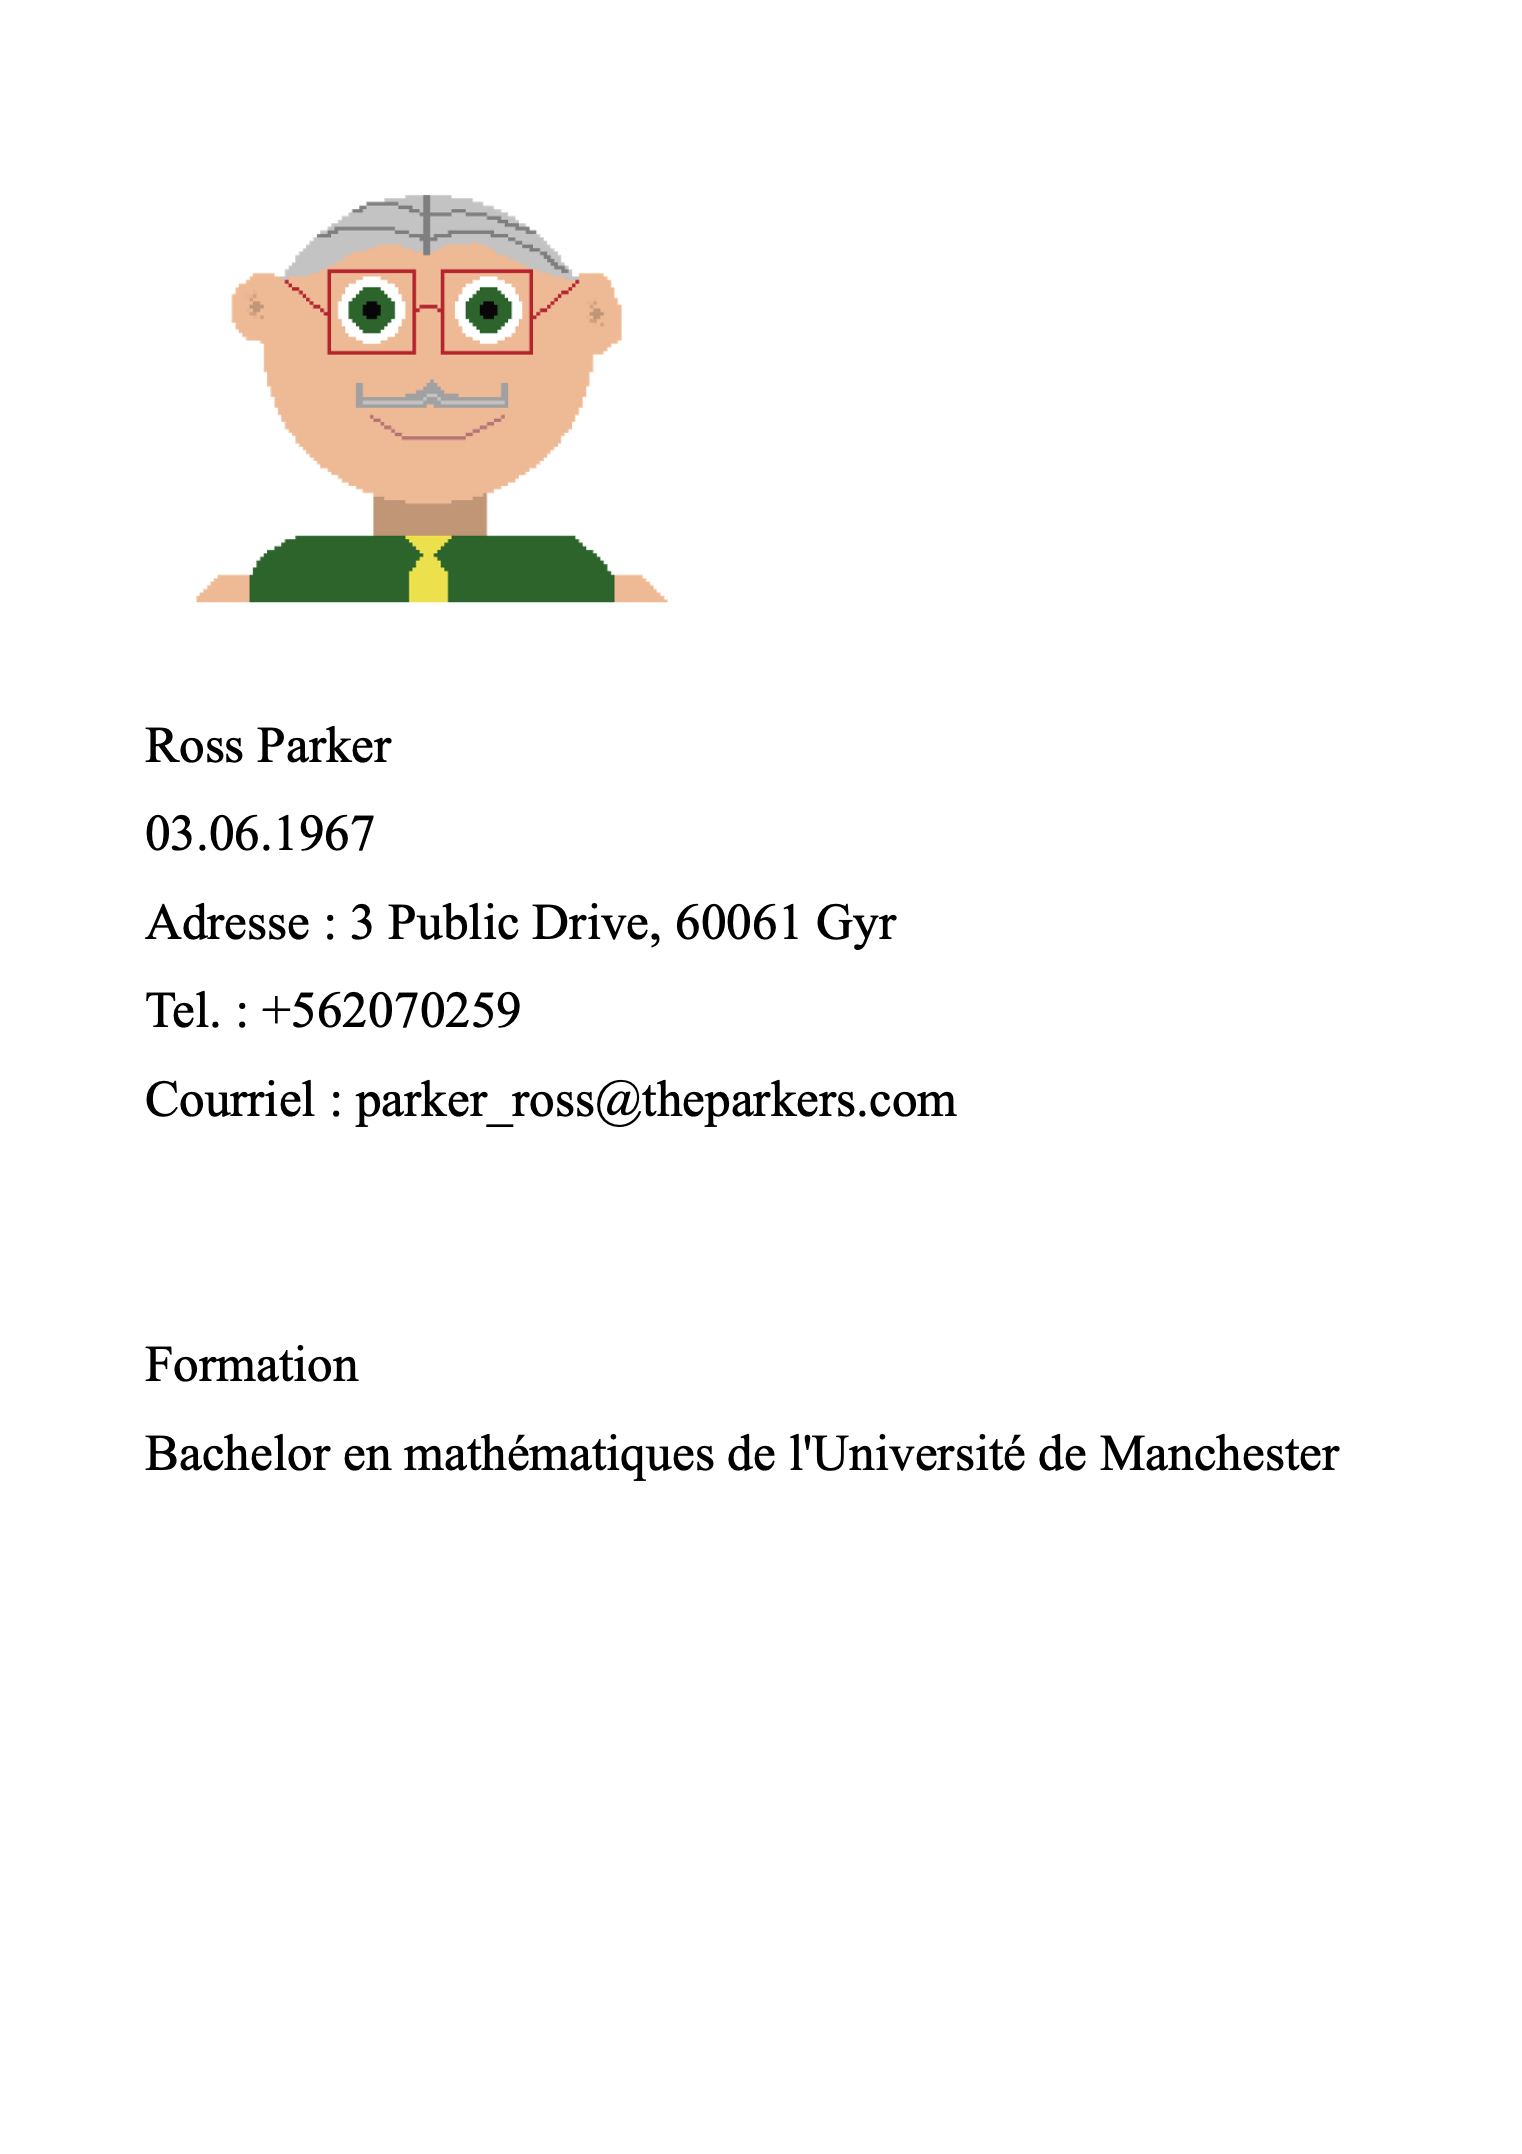 Ross Parker
03.06.1967
Adresse : 3 Public Drive, 60061 Gyr
Tel. : +562070259
Courriel : parker_ross@theparkers.com
Formation
Bachelor en mathématiques de l'Université de Manchester